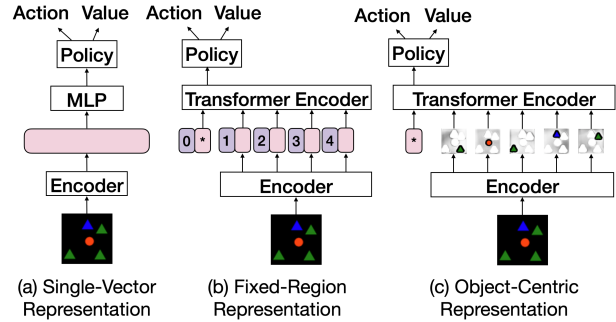 Action Value
Policy
MLP
Encoder
(a) Single-Vector
Representation
Action Value
Policy
Transformer Encoder
0 * 1 2 3 4
Encoder
(b) Fixed-Region
Representation
Action Value
Policy
Transformer Encoder
*
Encoder
(c) Object-Centric
Representation